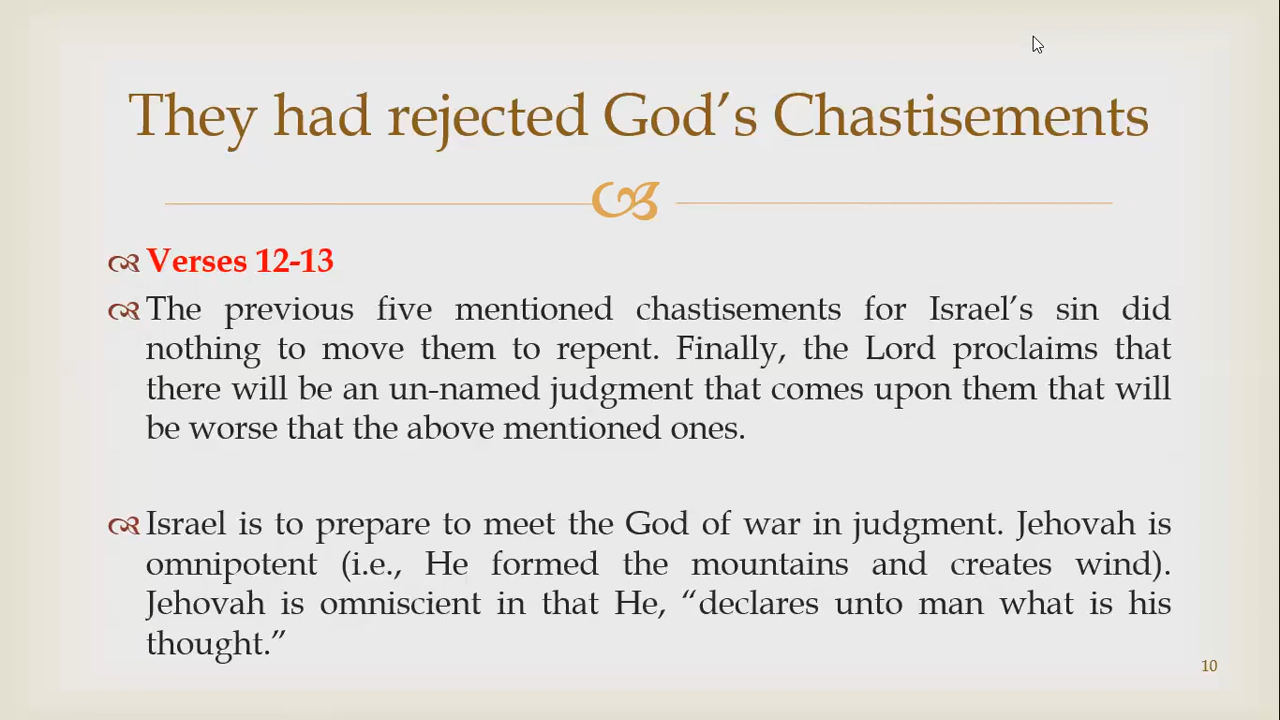 They had rejected God’s Chastisements
Verses 12-13
The previous five mentioned chastisements for Israel’s sin did
nothing to move them to repent. Finally, the Lord proclaims that
there will be an un-named judgment that comes upon them that will
be worse that the above mentioned ones.
Israel is to prepare to meet the God of war in judgment. Jehovah is
omnipotent (i.e., He formed the mountains and creates wind).
Jehovah is omniscient in that He, “declares unto man what is his
thought.”
10